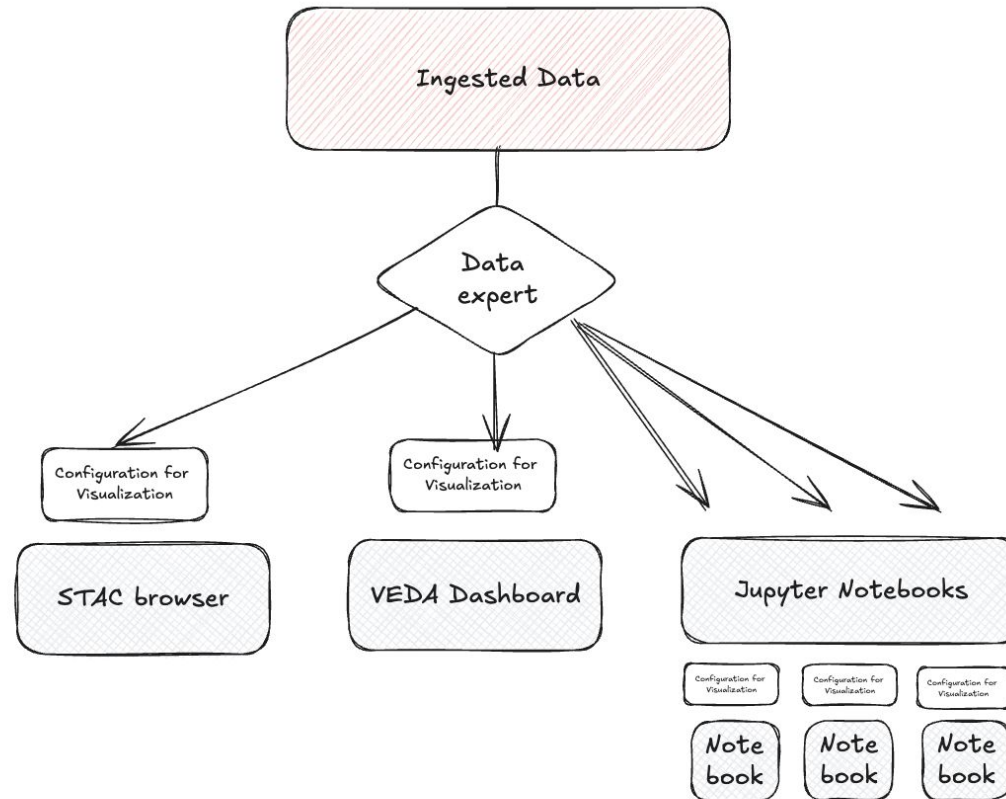 Ingested Data
Data
expert
Configuration for
Visualization
Configuration for
Visualization
STAC browser
VEDA Dashboard
Jupyter Notebooks
Configuration for
Visualization
Configuration for
Visualization
Configuration for
Visualization
Note
book
Note
book
Note
book